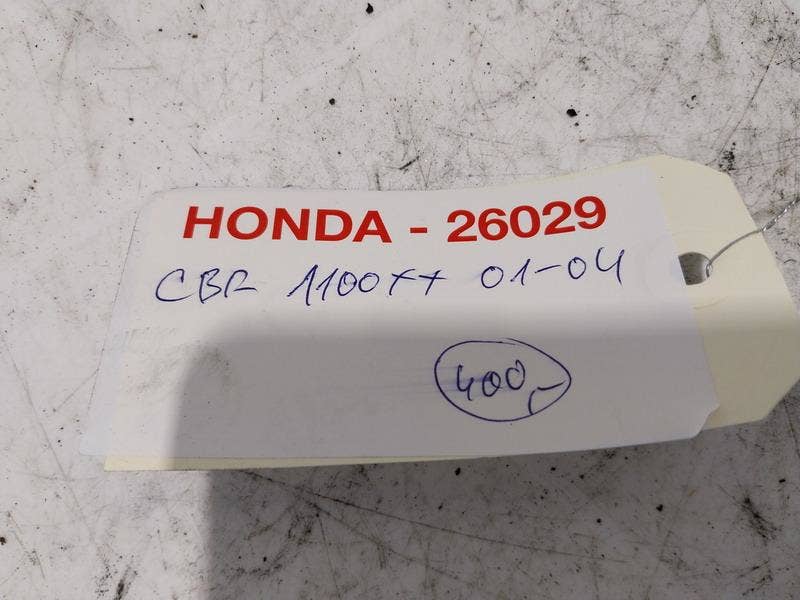 HONDA - 26029
CBR 1100XX 01-04
400,-